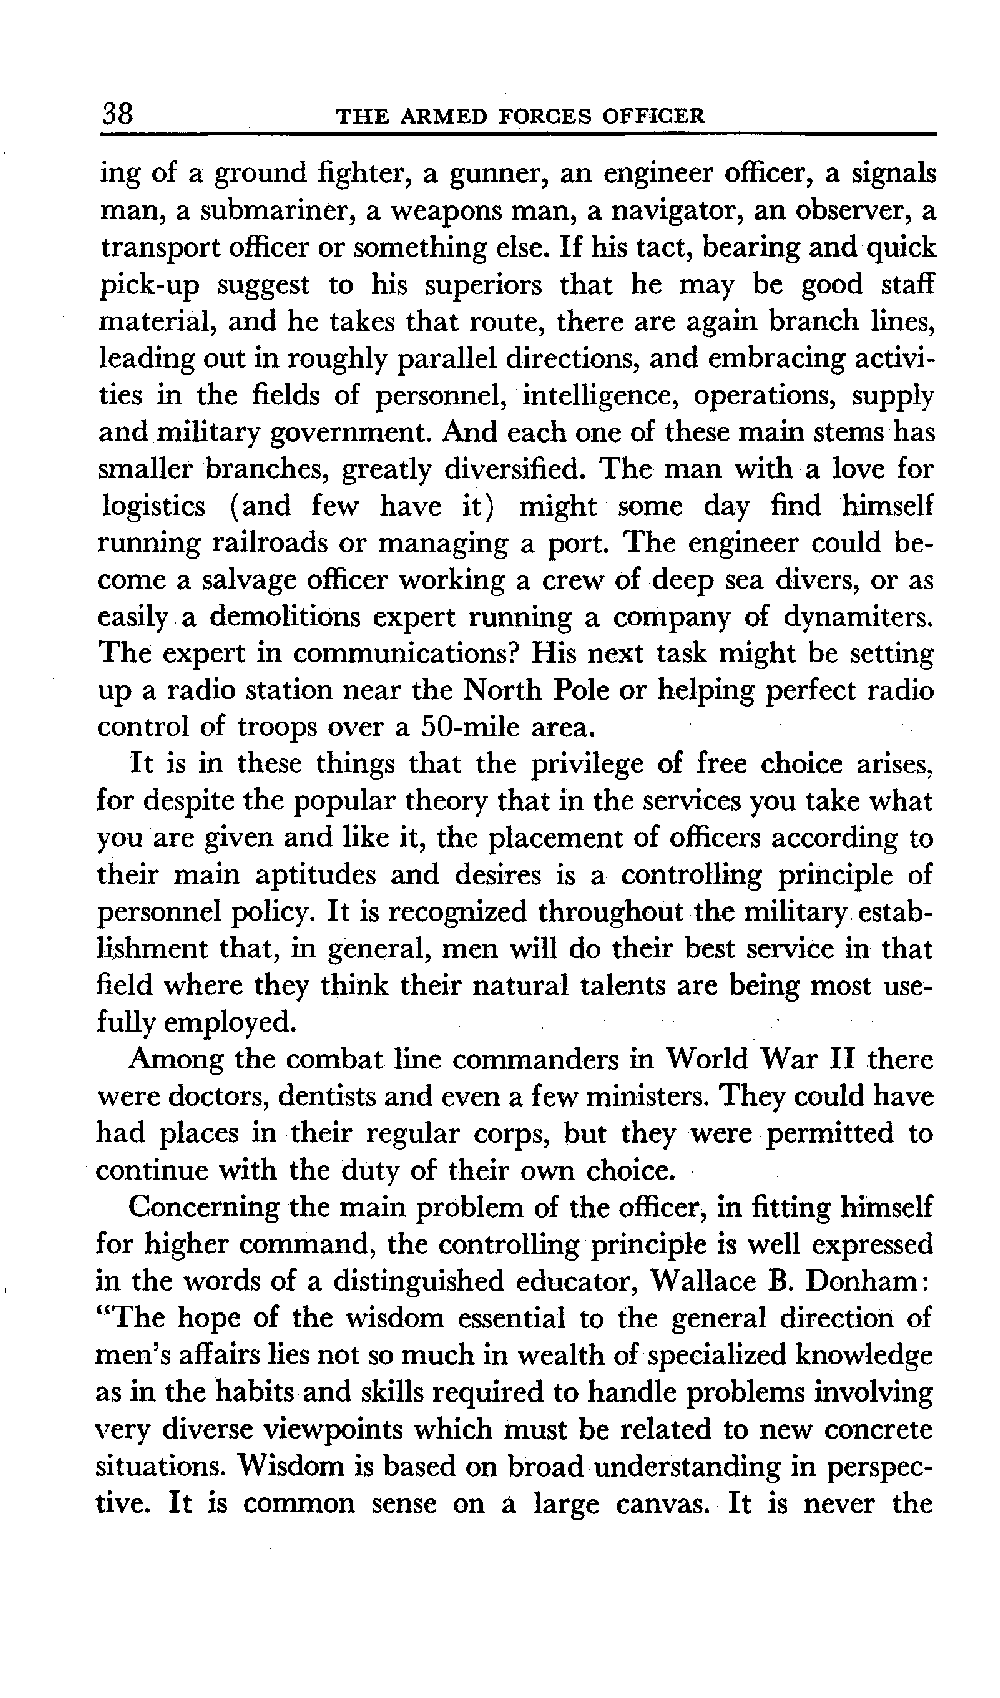 38 THE ARMED FORCES OFFICER
ing of a ground fighter, a gunner, an engineer officer, a signals
man, a submariner, a weapons man, a navigator, an observer, a
transport officer or something else. If his tact, bearing and quick
pick-up suggest to his superiors that he may be good staff
material, and he takes that route, there are again branch lines,
leading out in roughly parallel directions, and embracing activi-
ties in the fields of personnel, intelligence, operations, supply
and military government. And each one of these main stems has
smaller branches, greatly diversified. The man with a love for
logistics (and few have it) might some day find himself
running railroads or managing a port. The engineer could be-
come a salvage officer working a crew of deep sea divers, or as
easily a demolitions expert running a company of dynamiters.
The expert in communications? His next task might be setting
up a radio station near the North Pole or helping perfect radio
control of troops over a 50-mile area.
It is in these things that the privilege of free choice arises,
for despite the popular theory that in the services you take what
you are given and like it, the placement of officers according to
their main aptitudes and desires is a controlling principle of
personnel policy. It is recognized throughout the military estab-
lishment that, in general, men will do their best service in that
field where they think their natural talents are being most use-
fully employed.
Among the combat line commanders in World War II there
were doctors, dentists and even a few ministers. They could have
had places in their regular corps, but they were permitted to
continue with the duty of their own choice.
Concerning the main problem of the officer, in fitting himself
for higher command, the controlling principle is well expressed
in the words of a distinguished educator, Wallace B. Donham:
“The hope of the wisdom essential to the general direction of
men’s affairs lies not so much in wealth of specialized knowledge
as in the habits and skills required to handle problems involving
very diverse viewpoints which must be related to new concrete
situations. Wisdom is based on broad understanding in perspec-
tive. It is common sense on a large canvas. It is never the